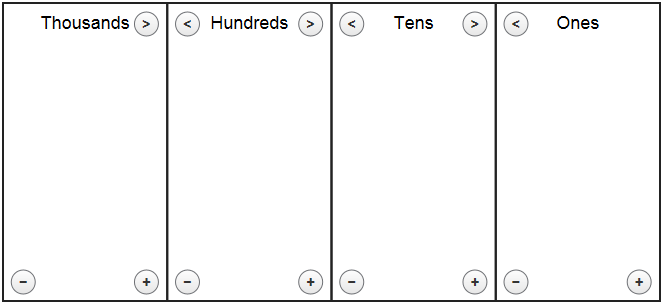 Thousands > < Hundreds > < Tens > < Ones
− + − + − + − +